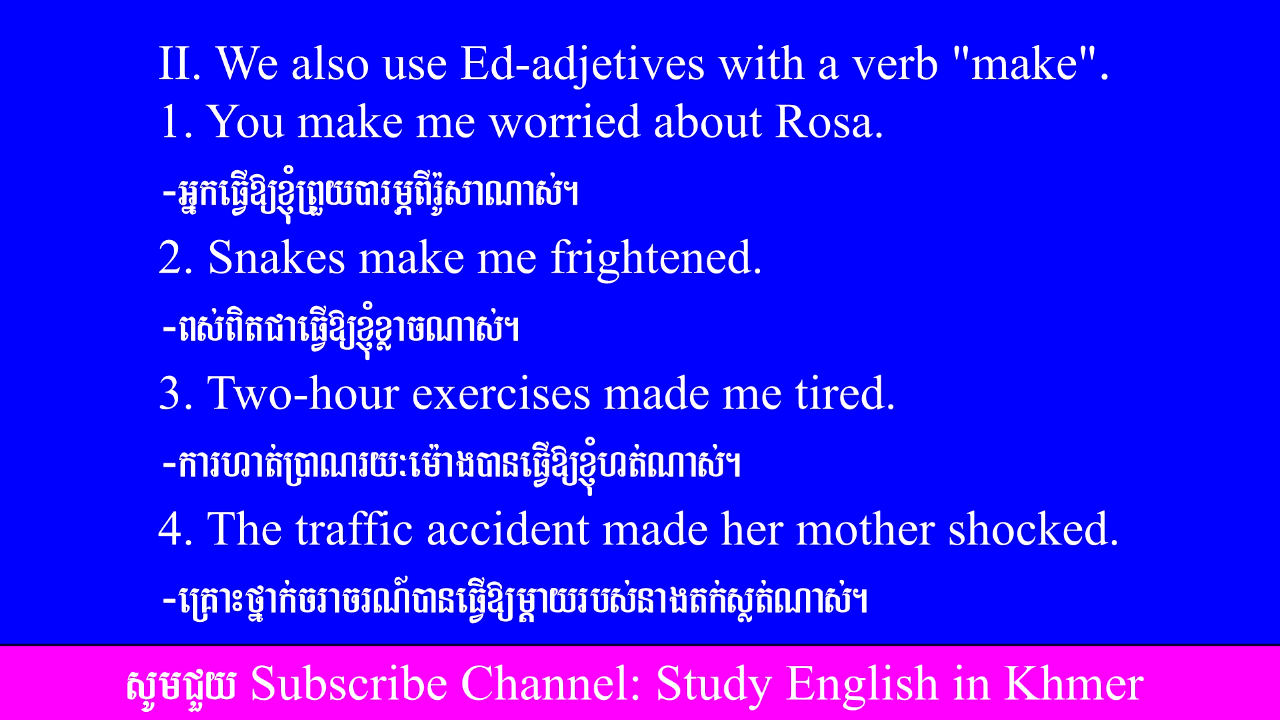 II. We also use Ed-adjetives with a verb "make".
1. You make me worried about Rosa.
-អ្នកធ្វើឱ្យខ្ញុំព្រួយបារម្ភពីរ៉ូសាណាស់។
2. Snakes make me frightened.
-ពស់ពិតជាធ្វើឱ្យខ្ញុំខ្លាចណាស់។
3. Two-hour exercises made me tired.
-ការហាត់ប្រាណរយៈម៉ោងបានធ្វើឱ្យខ្ញុំហត់ណាស់។
4. The traffic accident made her mother shocked.
-គ្រោះថ្នាក់ចរាចរណ៍បានធ្វើឱ្យម្ដាយរបស់នាងតក់ស្លត់ណាស់។
សូមជួយ Subscribe Channel: Study English in Khmer